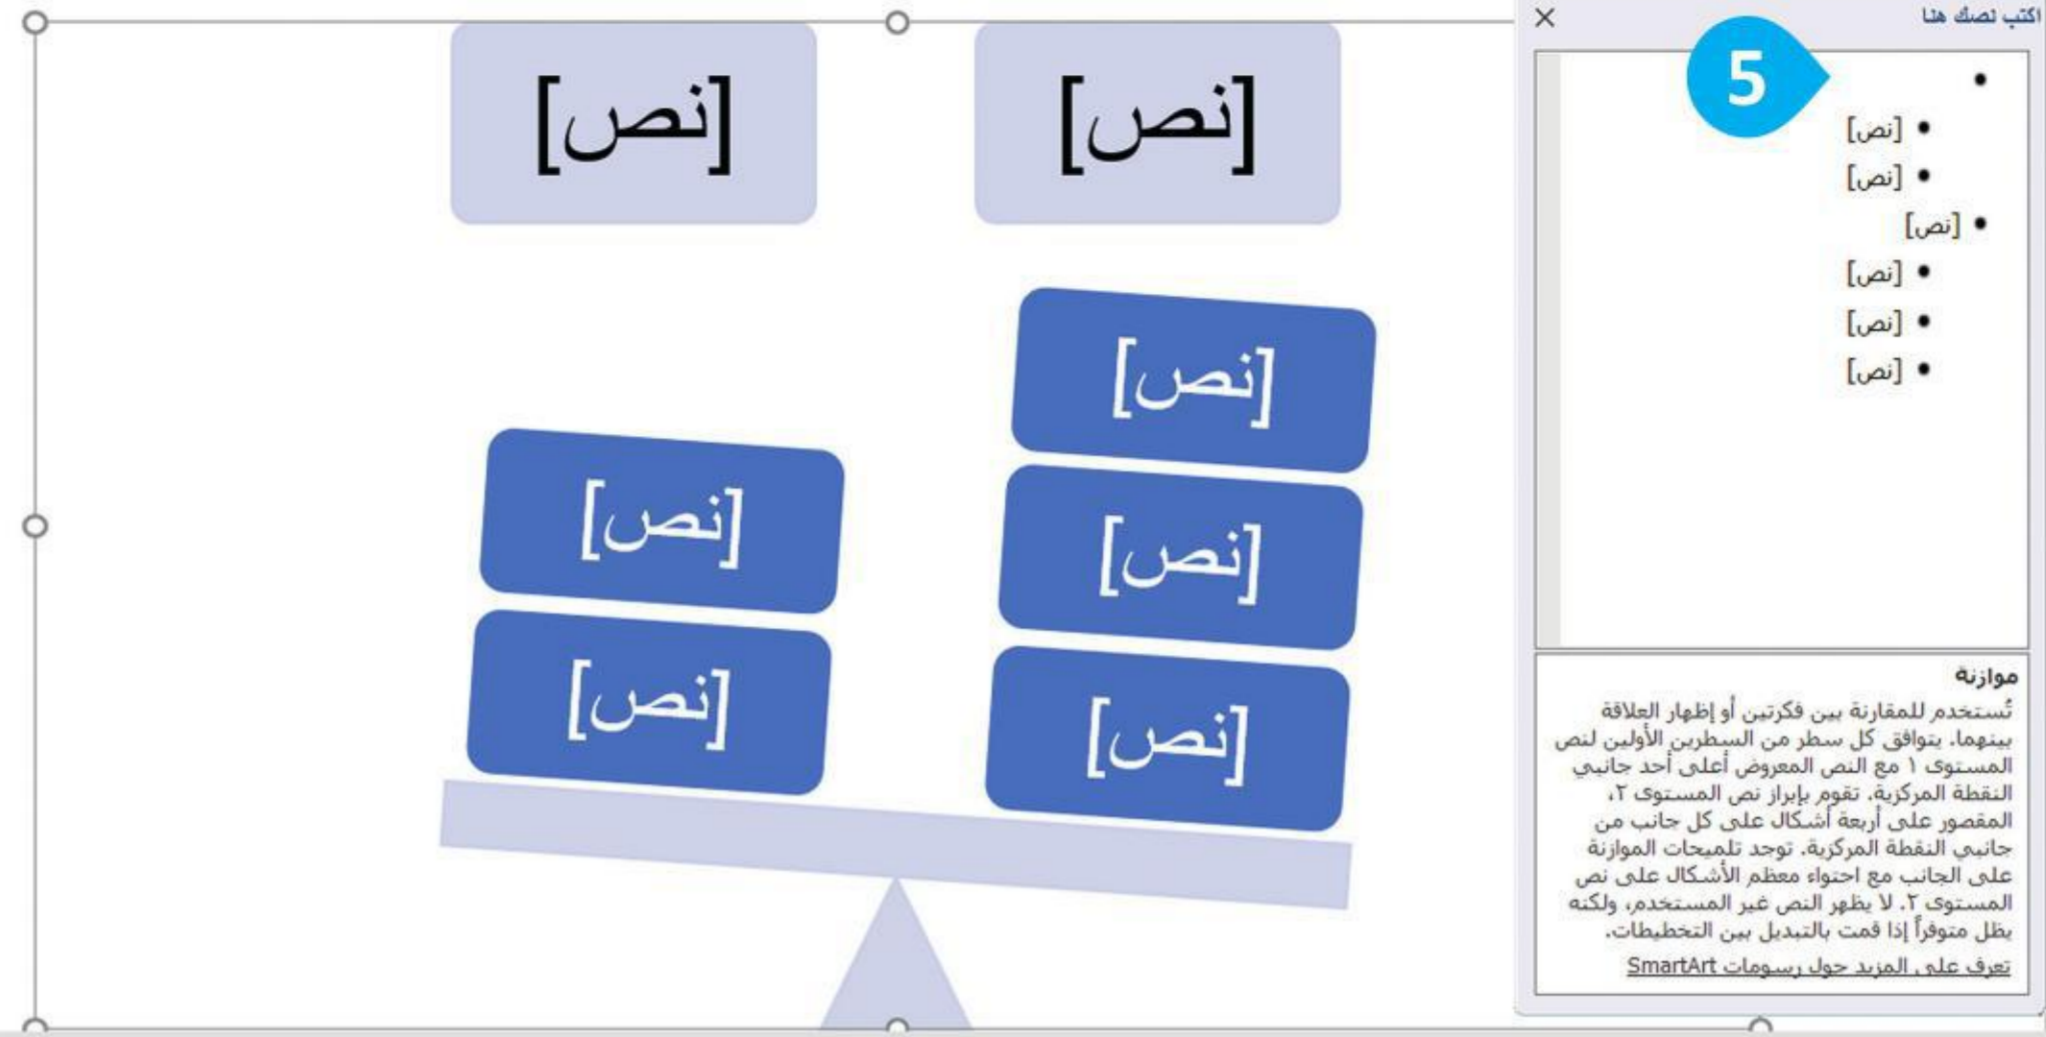 اكتب نصك هنا
5
[نص]
[نص]
[نص]
[نص]
[نص]
[نص]
[نص]
[نص]
[نص]
[نص]
[نص]
[نص]
[نص]
موازنة
تُستخدم للمقارنة بين فكرتين أو إظهار العلاقة
بينهما. يتوافق كل سطر من السطرين الأولين لنص
المستوى ١ مع النص المعروض أعلى أحد جانبي
النقطة المركزية. تقوم بإبراز نص المستوى ٢،
المقصور على أربعة أشكال على كل جانب من
جانبي النقطة المركزية. توجد تلميحات الموازنة
على الجانب مع احتواء معظم الأشكال على نص
المستوى ٢. لا يظهر النص غير المستخدم، ولكنه
يظل متوفراً إذا قمت بالتبديل بين التخطيطات.
تعرف على المزيد حول رسومات SmartArt